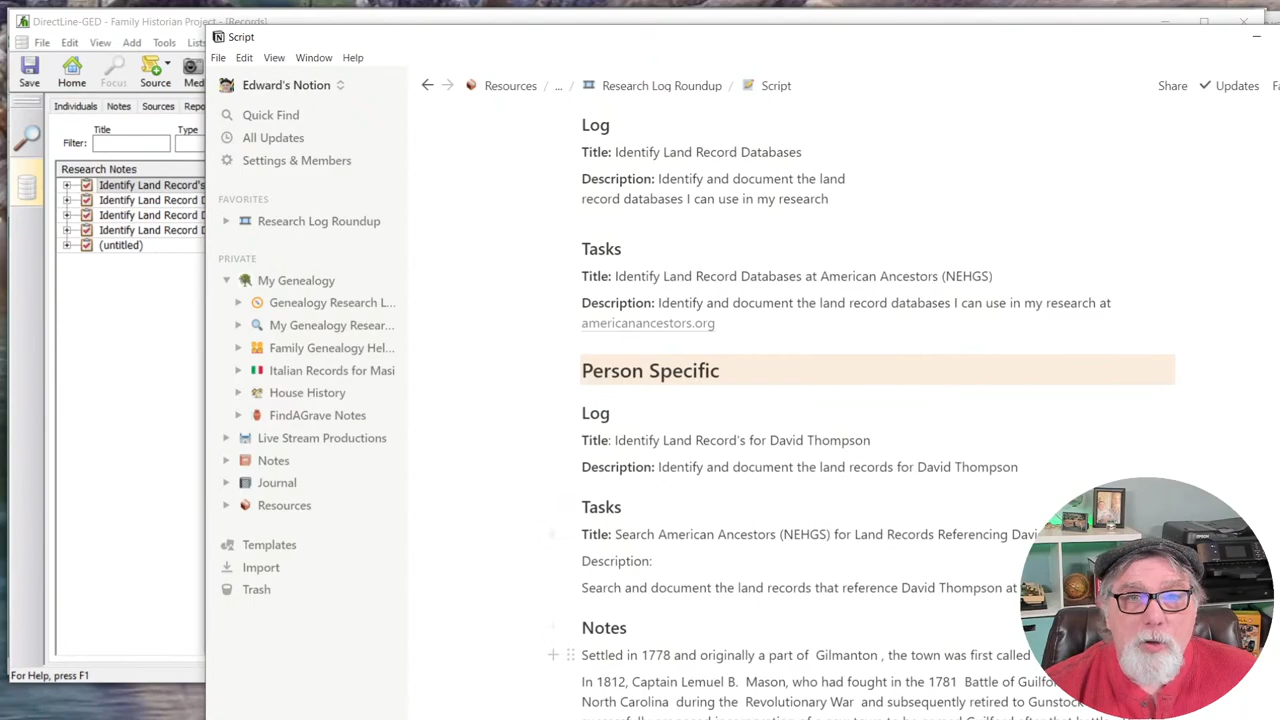 DirectLine-GED - Family Historian Project - [Records]
File Edit View Add Tools Lists
Save Home Focus Source Med
Individuals Notes Sources Repo
Title Type
Filter:
Research Notes
Identify Land Record's
Identify Land Record D
Identify Land Record D
Identify Land Record D
(untitled)
For Help, press F1
Script
File Edit View Window Help
Edward's Notion
Quick Find
All Updates
Settings & Members
FAVORITES
Research Log Roundup
PRIVATE
My Genealogy
Genealogy Research L...
My Genealogy Resear...
Family Genealogy Hel...
Italian Records for Masi
House History
FindAGrave Notes
Live Stream Productions
Notes
Journal
Resources
Templates
Import
Trash
Resources / ... / Research Log Roundup / Script
Share Updates Fa
Log
Title: Identify Land Record Databases
Description: Identify and document the land
record databases I can use in my research
Tasks
Title: Identify Land Record Databases at American Ancestors (NEHGS)
Description: Identify and document the land record databases I can use in my research at
americanancestors.org
Person Specific
Log
Title: Identify Land Record's for David Thompson
Description: Identify and document the land records for David Thompson
Tasks
Title: Search American Ancestors (NEHGS) for Land Records Referencing Davi
Description:
Search and document the land records that reference David Thompson at
Notes
Settled in 1778 and originally a part of Gilmanton , the town was first called
In 1812, Captain Lemuel B. Mason, who had fought in the 1781 Battle of Guilfo
North Carolina during the Revolutionary War and subsequently retired to Gunstock